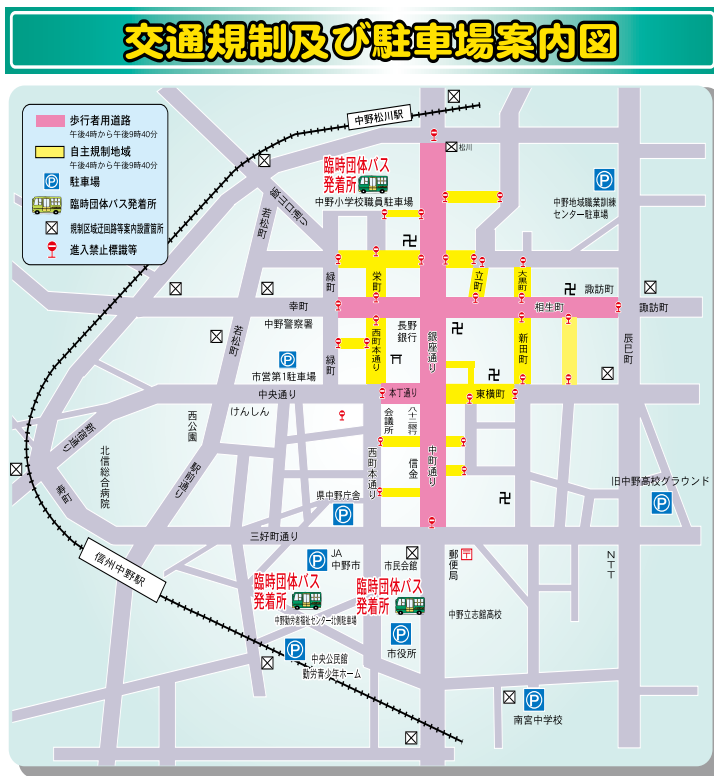 交通規制及び駐車場案内図
歩行者用道路
午後4時から午後9時40分
自主規制地域
午後4時から午後9時40分
駐車場
臨時団体バス発着所
規制区域迂回路等案内設置箇所
進入禁止標識等
中野松川駅
松川
臨時団体バス
発着所
中野小学校職員駐車場
中野地域職業訓練
センター駐車場
若松町
緑町
栄町
立町
大黒町
諏訪町
幸町
相生町
諏訪町
中野警察署
長野
銀行
若松町
西町本通り
銀座通り
新田町
辰巳町
緑町
市営第1駐車場
中央通り
本丁通り
東横町
けんしん
西公園
会議所
八十二銀行
新宿通り
北信総合病院
駅前通り
西町本通り
信金
中町通り
寿町
県中野庁舎
旧中野高校グラウンド
三好町通り
信州中野駅
JA
中野市
市民会館
郵便局
NTT
臨時団体バス
発着所
臨時団体バス
発着所
中野勤労者福祉センター北側駐車場
中野立志館高校
中央公民館
勤労青少年ホーム
市役所
南宮中学校